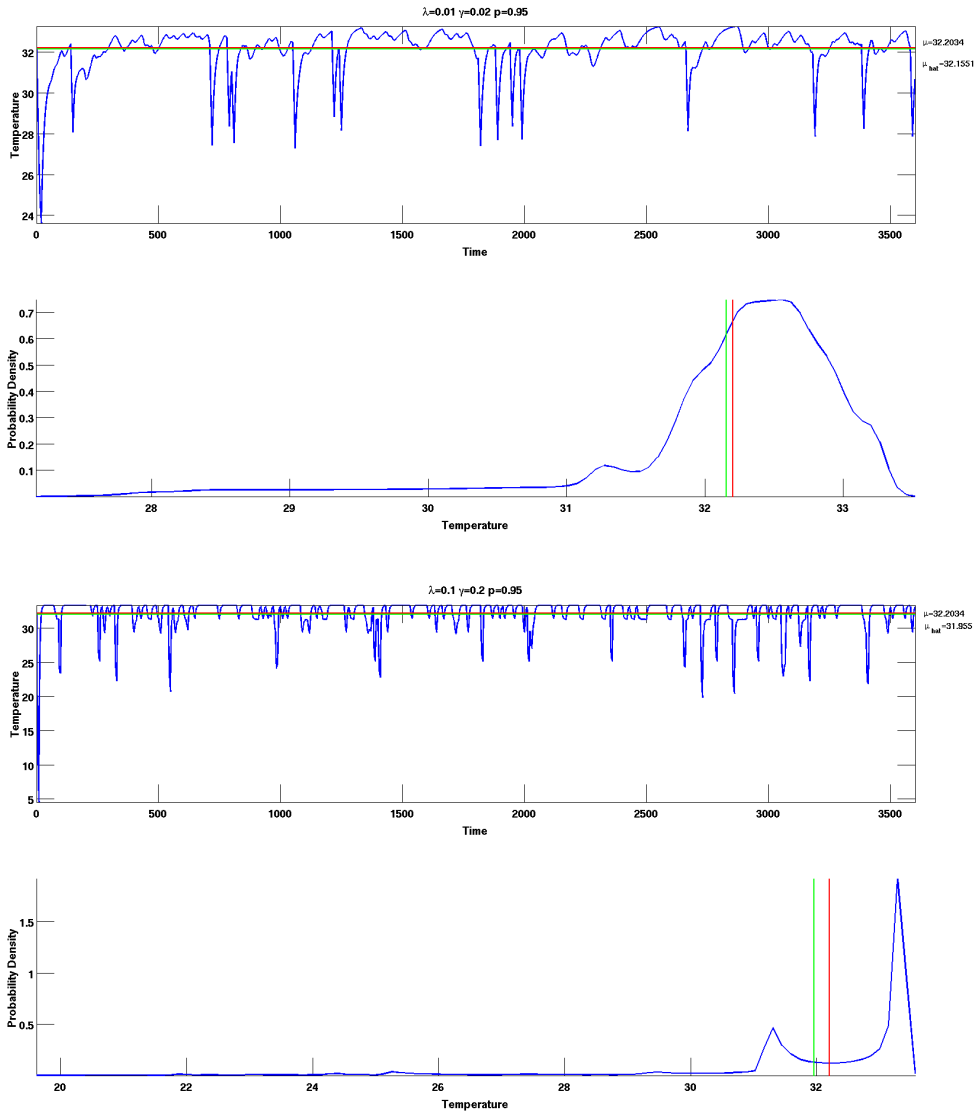 λ=0.01 γ=0.02 p=0.95
Temperature
32
30
28
26
24
μ=32.2034
μ hat=32.1551
0 500 1000 1500 2000 2500 3000 3500
Time
Probability Density
0.7
0.6
0.5
0.4
0.3
0.2
0.1
28 29 30 31 32 33
Temperature
λ=0.1 γ=0.2 p=0.95
Temperature
30
25
20
15
10
5
μ=32.2034
μ hat=31.955
0 500 1000 1500 2000 2500 3000 3500
Time
Probability Density
1.5
1
0.5
20 22 24 26 28 30 32
Temperature